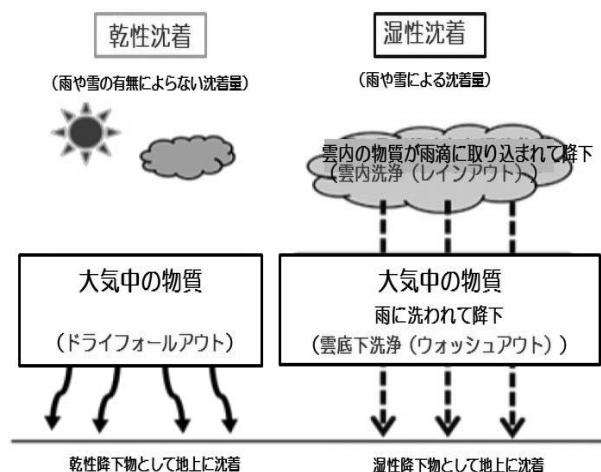 乾性沈着
湿性沈着
（雨や雪の有無によらない沈着量）
（雨や雪による沈着量）
雲内の物質が雨滴に取り込まれて降下
（雲内洗浄（レインアウト）
大気中の物質
（ドライフォールアウト）
大気中の物質
雨に洗われて降下
（雲底下洗浄（ウォッシュアウト））
乾性降下物として地上に沈着
湿性降下物として地上に沈着